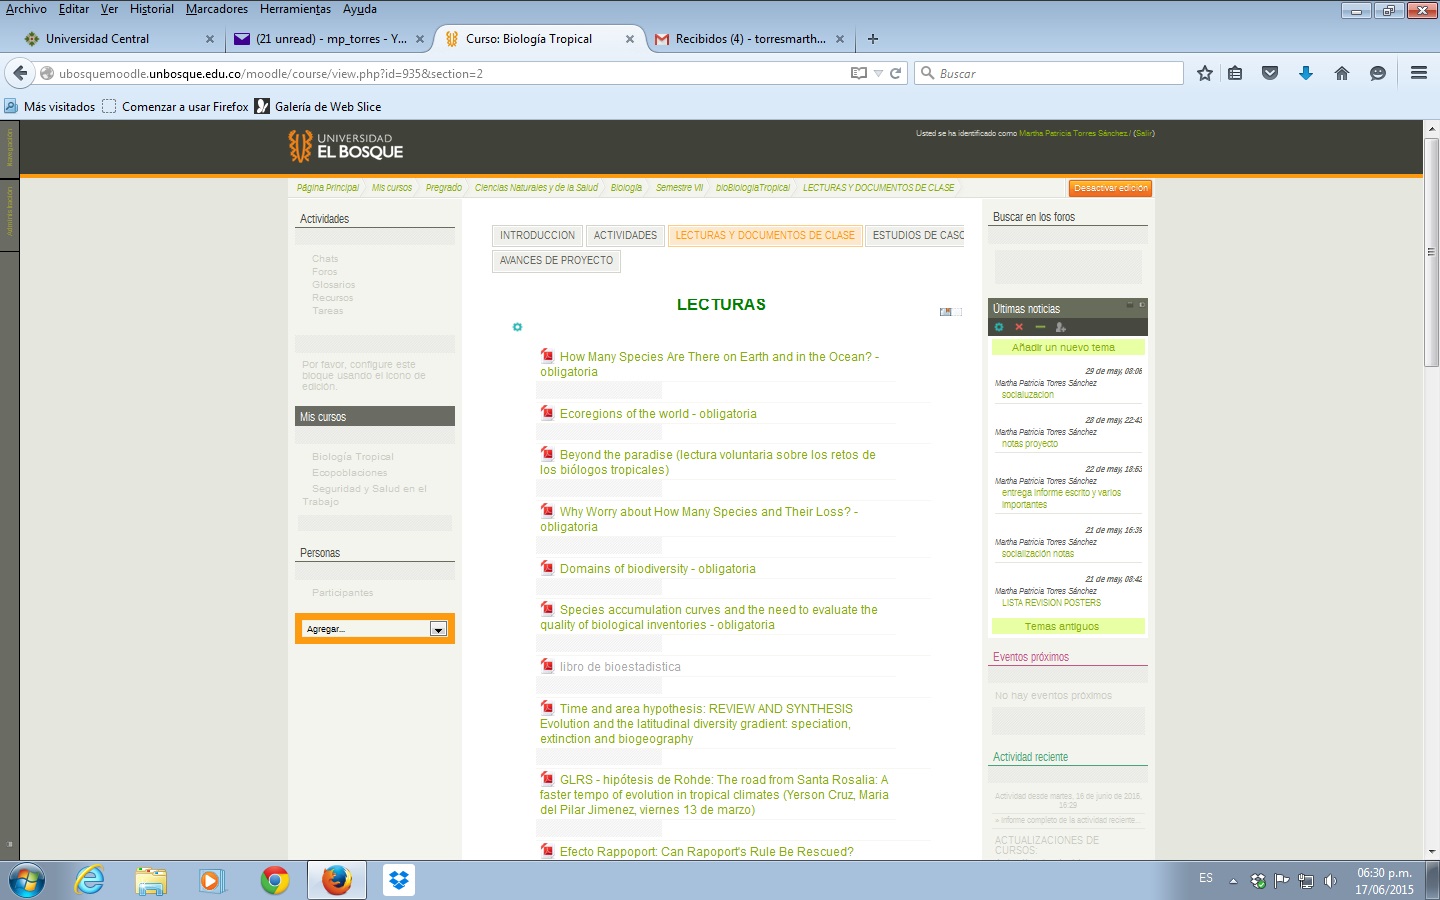 Archivo Editar Ver Historial Marcadores Herramientas Ayuda
Universidad Central
(21 unread) - mp_torres - Y...
Curso: Biología Tropical
Recibidos (4) - torresmarth...
ubosquemoodle.unbosque.edu.co/moodle/course/view.php?id=935&section=2
Buscar
Más visitados Comenzar a usar Firefox Galería de Web Slice
Navegación
Administración
UNIVERSIDAD
EL BOSQUE
Usted se ha identificado como Martha Patricia Torres Sánchez / (Salir)
Página Principal Mis cursos Pregrado Ciencias Naturales y de la Salud Biología Semestre VII bioBiologiaTropical LECTURAS Y DOCUMENTOS DE CLASE
Desactivar edición
Actividades
Chats
Foros
Glosarios
Recursos
Tareas
Por favor, configure este
bloque usando el icono de
edición.
Mis cursos
Biología Tropical
Ecopoblaciones
Seguridad y Salud en el
Trabajo
Personas
Participantes
Agregar...
INTRODUCCION ACTIVIDADES LECTURAS Y DOCUMENTOS DE CLASE ESTUDIOS DE CASO
AVANCES DE PROYECTO
LECTURAS
How Many Species Are There on Earth and in the Ocean? -
obligatoria
Ecoregions of the world - obligatoria
Beyond the paradise (lectura voluntaria sobre los retos de
los biólogos tropicales)
Why Worry about How Many Species and Their Loss? -
obligatoria
Domains of biodiversity - obligatoria
Species accumulation curves and the need to evaluate the
quality of biological inventories - obligatoria
libro de bioestadistica
Time and area hypothesis: REVIEW AND SYNTHESIS
Evolution and the latitudinal diversity gradient: speciation,
extinction and biogeography
GLRS - hipótesis de Rohde: The road from Santa Rosalia: A
faster tempo of evolution in tropical climates (Yerson Cruz, Maria
del Pilar Jimenez, viernes 13 de marzo)
Efecto Rappoport: Can Rapoport's Rule Be Rescued?
Buscar en los foros
Últimas noticias
Añadir un nuevo tema
29 de may, 08:06
Martha Patricia Torres Sánchez
socialuzacion
28 de may, 22:43
Martha Patricia Torres Sánchez
notas proyecto
22 de may, 18:53
Martha Patricia Torres Sánchez
entrega informe escrito y varios
importantes
21 de may, 16:39
Martha Patricia Torres Sánchez
socialización notas
21 de may, 08:42
Martha Patricia Torres Sánchez
LISTA REVISION POSTERS
Temas antiguos
Eventos próximos
No hay eventos próximos
Actividad reciente
Actividad desde martes, 16 de junio de 2015,
18:29
Informe completo de la actividad reciente...
ACTUALIZACIONES DE
CURSOS:
ES
06:30 p.m.
17/06/2015